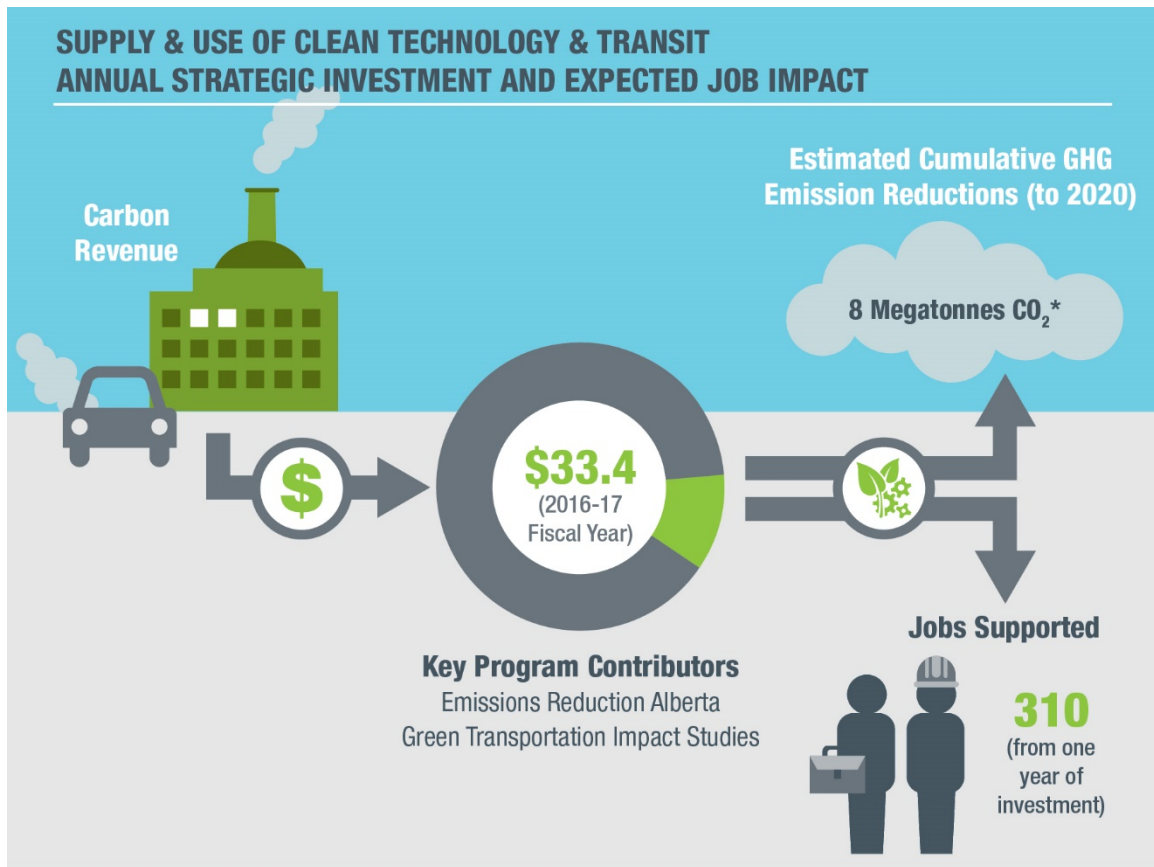 SUPPLY & USE OF CLEAN TECHNOLOGY & TRANSIT
ANNUAL STRATEGIC INVESTMENT AND EXPECTED JOB IMPACT
Carbon
Revenue
Estimated Cumulative GHG
Emission Reductions (to 2020)
8 Megatonnes CO₂*
$
$33.4
(2016-17
Fiscal Year)
Key Program Contributors
Emissions Reduction Alberta
Green Transportation Impact Studies
Jobs Supported
310
(from one
year of
investment)